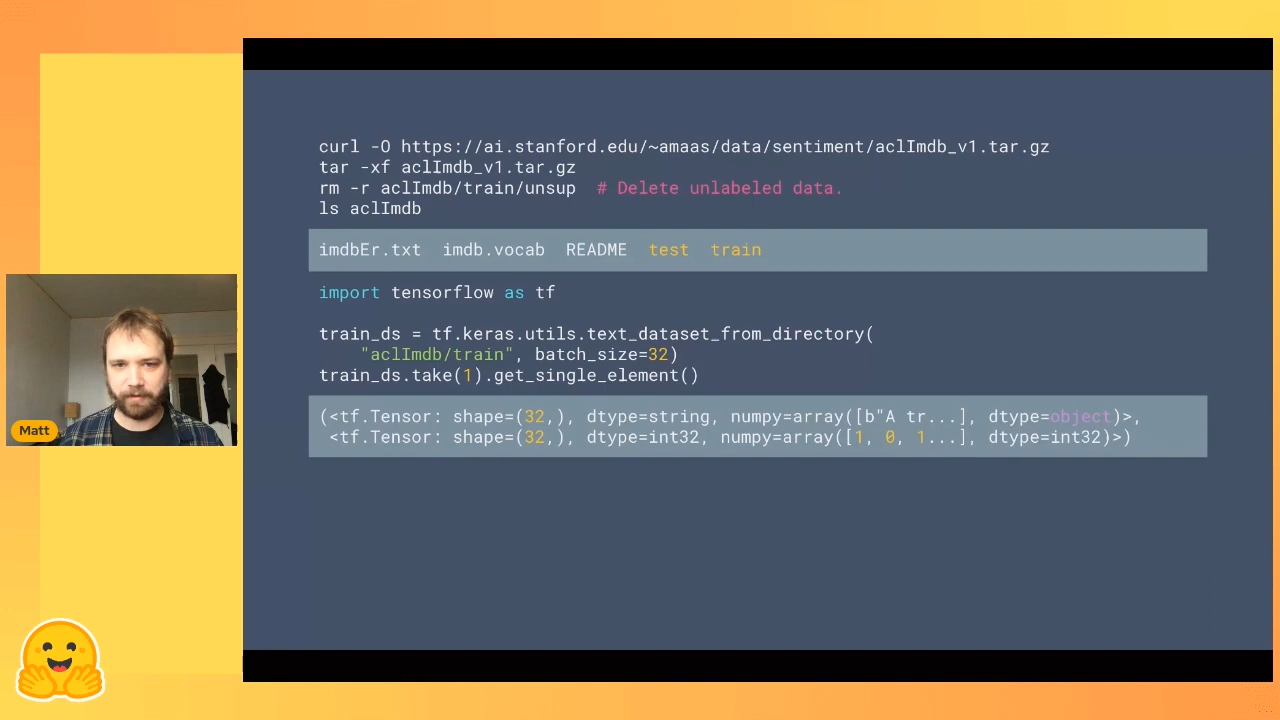 curl -O https://ai.stanford.edu/~amaas/data/sentiment/aclImdb_v1.tar.gz
tar -xf aclImdb_v1.tar.gz
rm -r aclImdb/train/unsup  # Delete unlabeled data.
ls aclImdb
imdbEr.txt  imdb.vocab  README  test  train
import tensorflow as tf
train_ds = tf.keras.utils.text_dataset_from_directory(
    "aclImdb/train", batch_size=32)
train_ds.take(1).get_single_element()
(<tf.Tensor: shape=(32,), dtype=string, numpy=array([b"A tr...], dtype=object)>,
 <tf.Tensor: shape=(32,), dtype=int32, numpy=array([1, 0, 1...], dtype=int32)>)
Matt